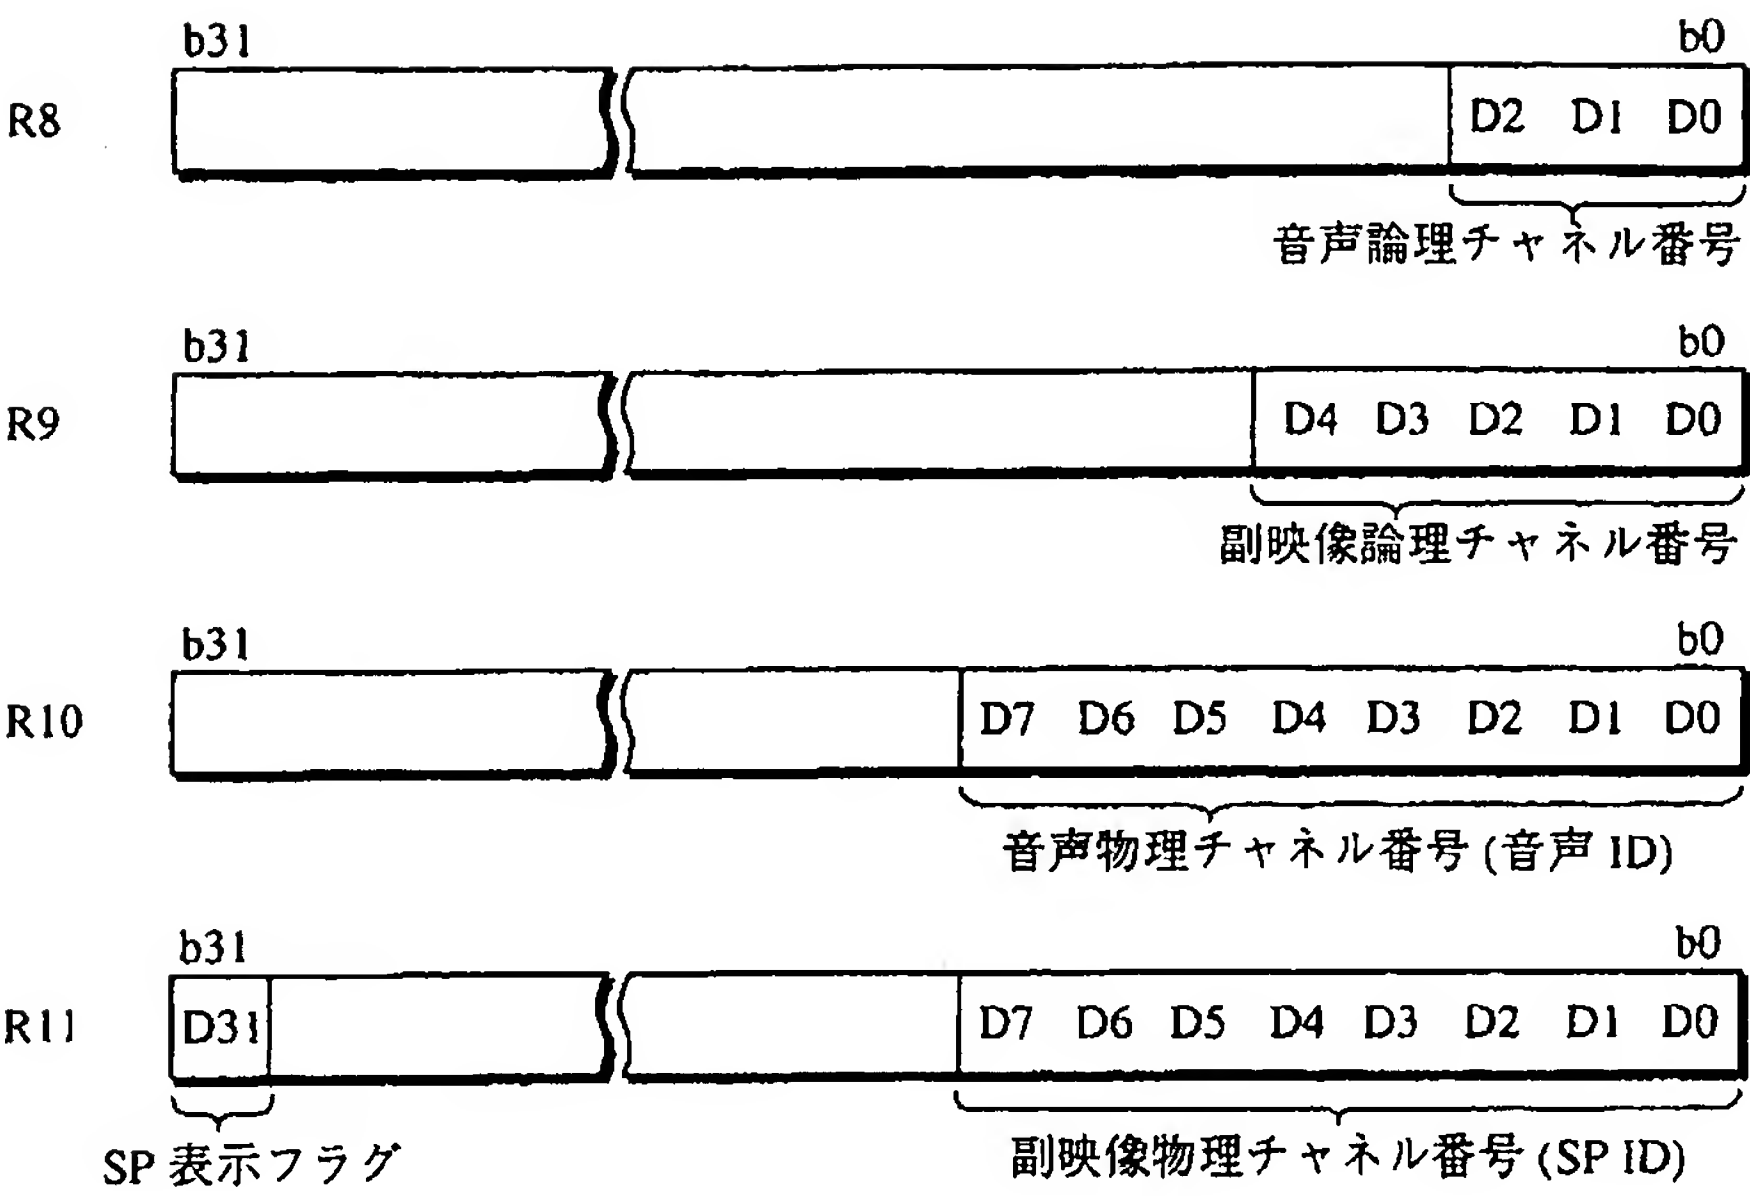 b31 b0
R8 D2 D1 D0
音声論理チャネル番号
b31 b0
R9 D4 D3 D2 D1 D0
副映像論理チャネル番号
b31 b0
R10 D7 D6 D5 D4 D3 D2 D1 D0
音声物理チャネル番号 (音声 ID)
b31 b0
R11 D31 D7 D6 D5 D4 D3 D2 D1 D0
SP 表示フラグ 副映像物理チャネル番号 (SP ID)